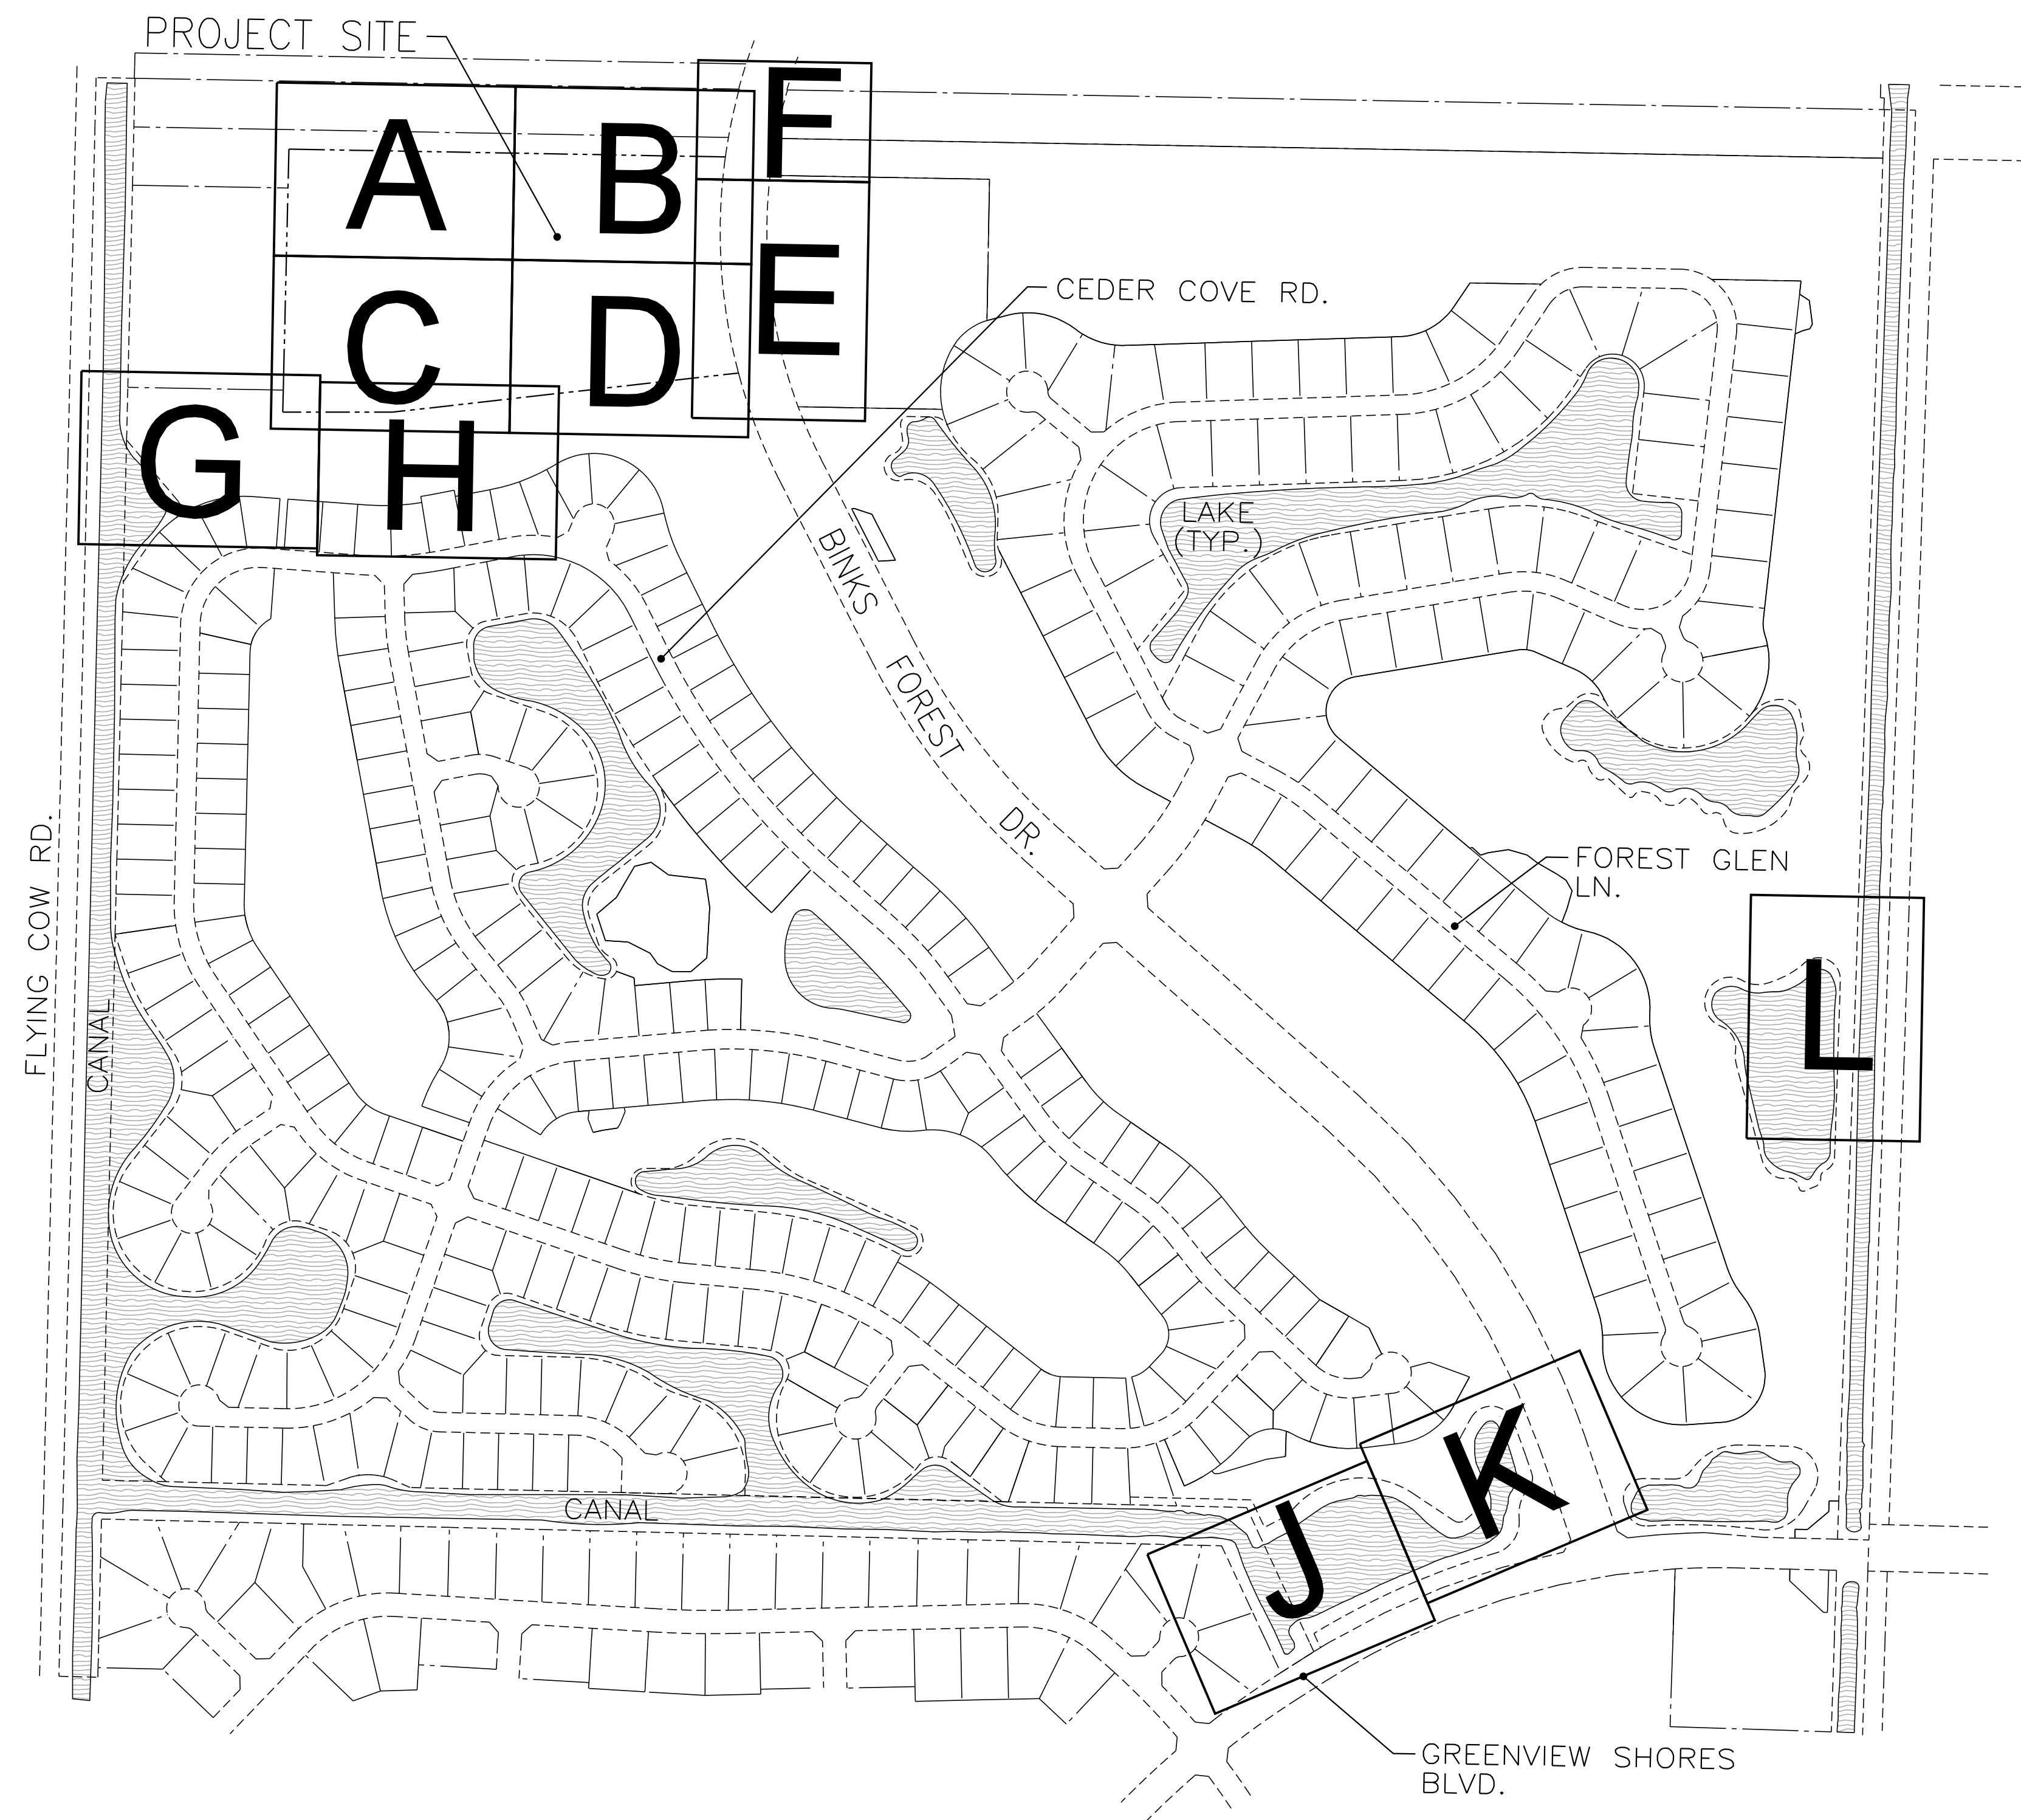 PROJECT SITE
F
A
B
E
C
D
CEDER COVE RD.
G
H
LAKE
(TYP.)
BINKS FOREST DR.
FLYING COW RD.
FOREST GLEN
LN.
L
CANAL
K
J
CANAL
GREENVIEW SHORES
BLVD.